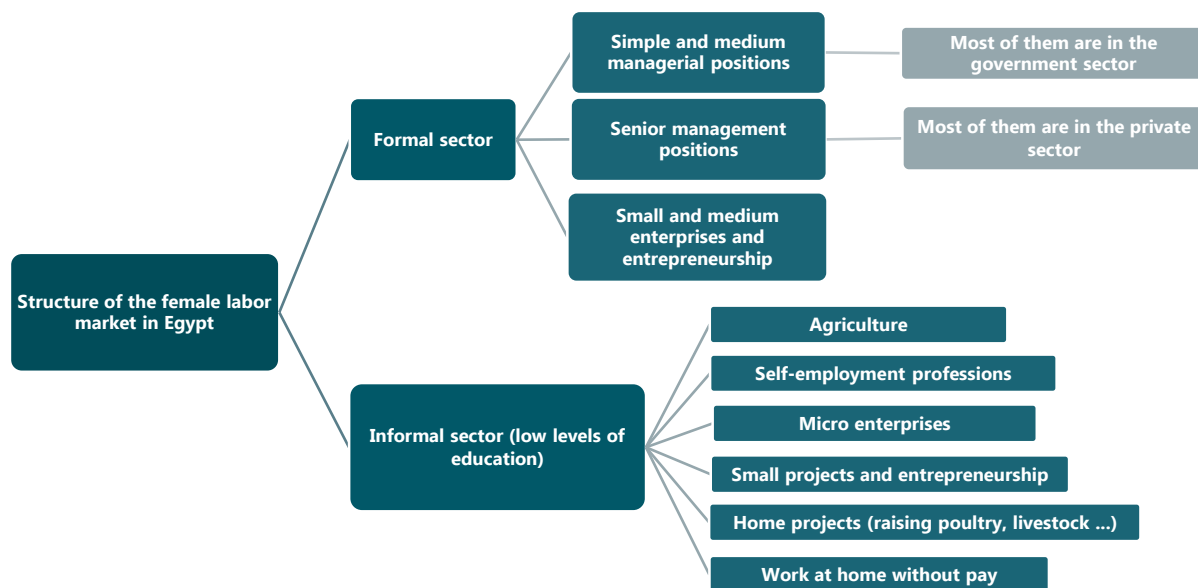 Structure of the female labor
market in Egypt
Formal sector
Simple and medium
managerial positions
Most of them are in the
government sector
Senior management
positions
Most of them are in the private
sector
Small and medium
enterprises and
entrepreneurship
Informal sector (low levels of
education)
Agriculture
Self-employment professions
Micro enterprises
Small projects and entrepreneurship
Home projects (raising poultry, livestock ...)
Work at home without pay